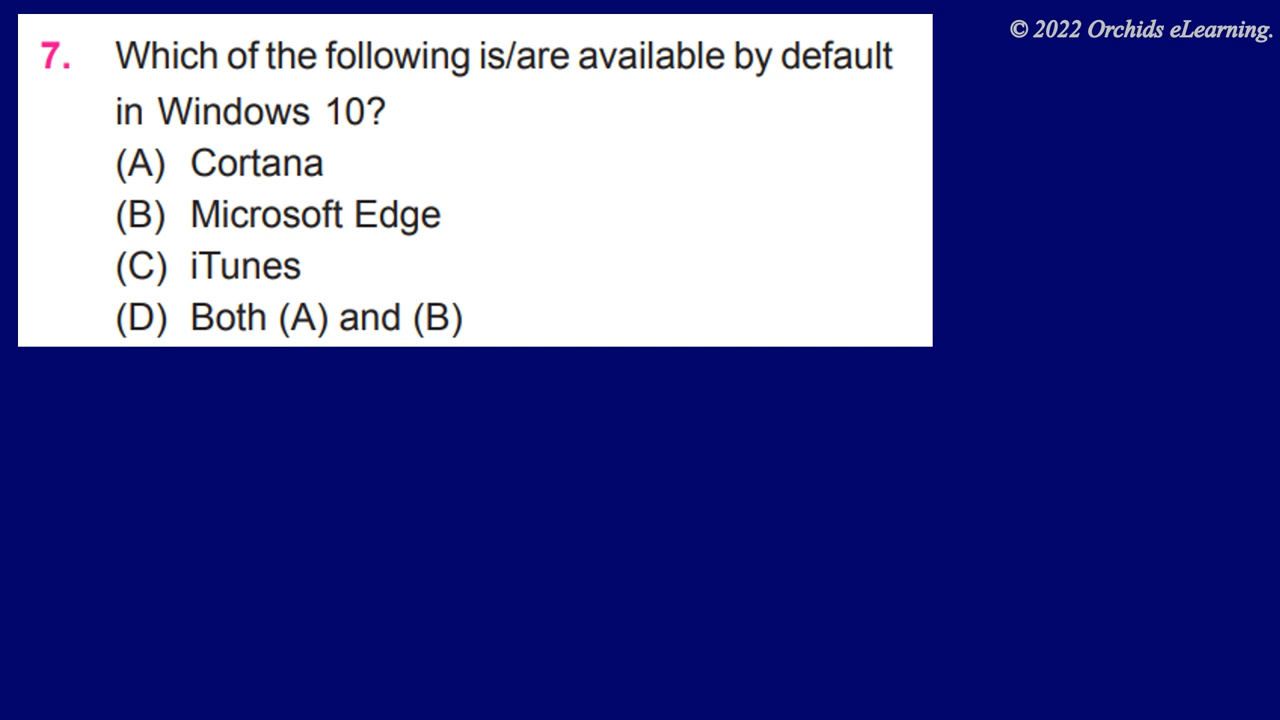 © 2022 Orchids eLearning.
7. Which of the following is/are available by default
in Windows 10?
(A) Cortana
(B) Microsoft Edge
(C) iTunes
(D) Both (A) and (B)